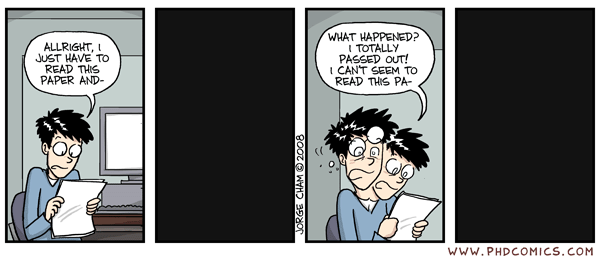 ALLRIGHT, I
JUST HAVE TO
READ THIS
PAPER AND-
JORGE CHAM © 2008
WHAT HAPPENED?
I TOTALLY
PASSED OUT!
I CAN'T SEEM TO
READ THIS PA-
WWW.PHDCOMICS.COM